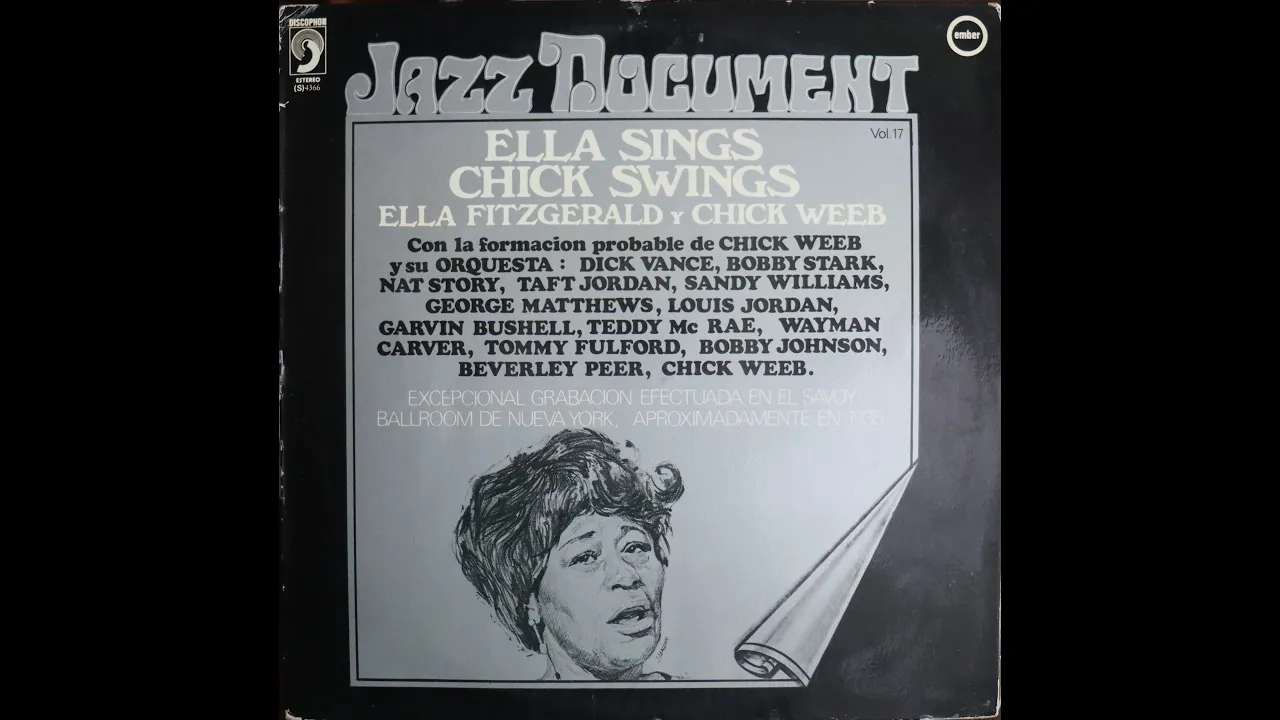 DISCOPHON
ESTEREO
(S)4366
ember
JAZZ DOCUMENT
Vol. 17
ELLA SINGS
CHICK SWINGS
ELLA FITZGERALD Y CHICK WEEB
Con la formacion probable de CHICK WEEB
y su ORQUESTA : DICK VANCE, BOBBY STARK,
NAT STORY, TAFT JORDAN, SANDY WILLIAMS,
GEORGE MATTHEWS, LOUIS JORDAN,
GARVIN BUSHELL, TEDDY Mc RAE, WAYMAN
CARVER, TOMMY FULFORD, BOBBY JOHNSON,
BEVERLEY PEER, CHICK WEEB.
EXCEPCIONAL GRABACION EFECTUADA EN EL SAVOY
BALLROOM DE NUEVA YORK, APROXIMADAMENTE EN